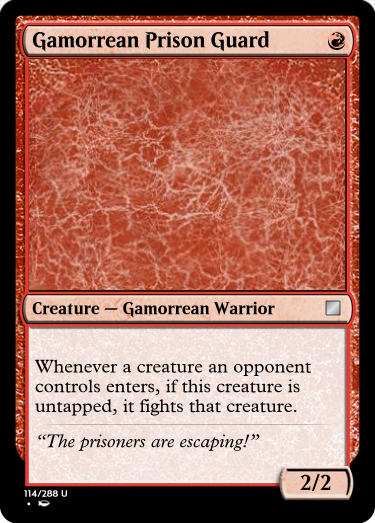 Gamorrean Prison Guard
Creature — Gamorrean Warrior
Whenever a creature an opponent
controls enters, if this creature is
untapped, it fights that creature.
“The prisoners are escaping!”
2/2
114/288 U